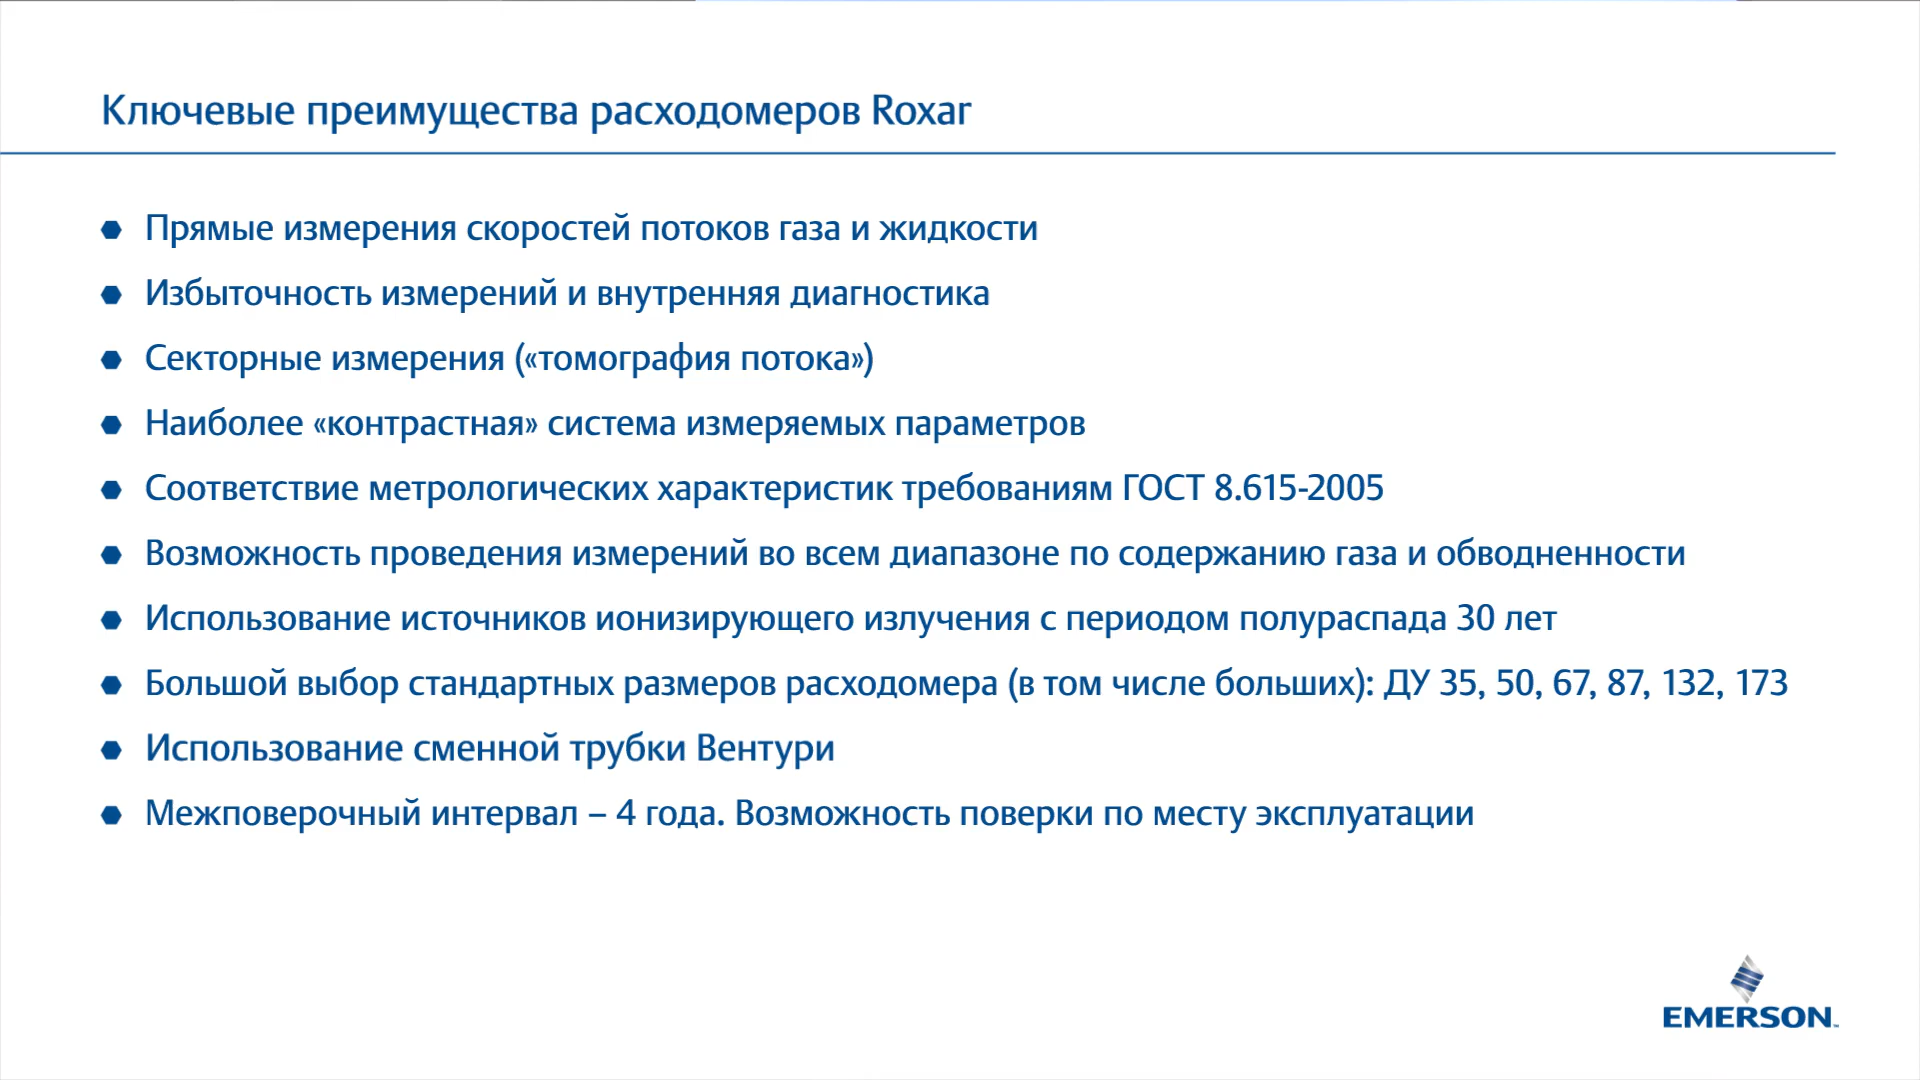 Ключевые преимущества расходомеров Roxar
Прямые измерения скоростей потоков газа и жидкости
Избыточность измерений и внутренняя диагностика
Секторные измерения («томография потока»)
Наиболее «контрастная» система измеряемых параметров
Соответствие метрологических характеристик требованиям ГОСТ 8.615-2005
Возможность проведения измерений во всем диапазоне по содержанию газа и обводненности
Использование источников ионизирующего излучения с периодом полураспада 30 лет
Большой выбор стандартных размеров расходомера (в том числе больших): ДУ 35, 50, 67, 87, 132, 173
Использование сменной трубки Вентури
Межповерочный интервал – 4 года. Возможность поверки по месту эксплуатации
EMERSON™